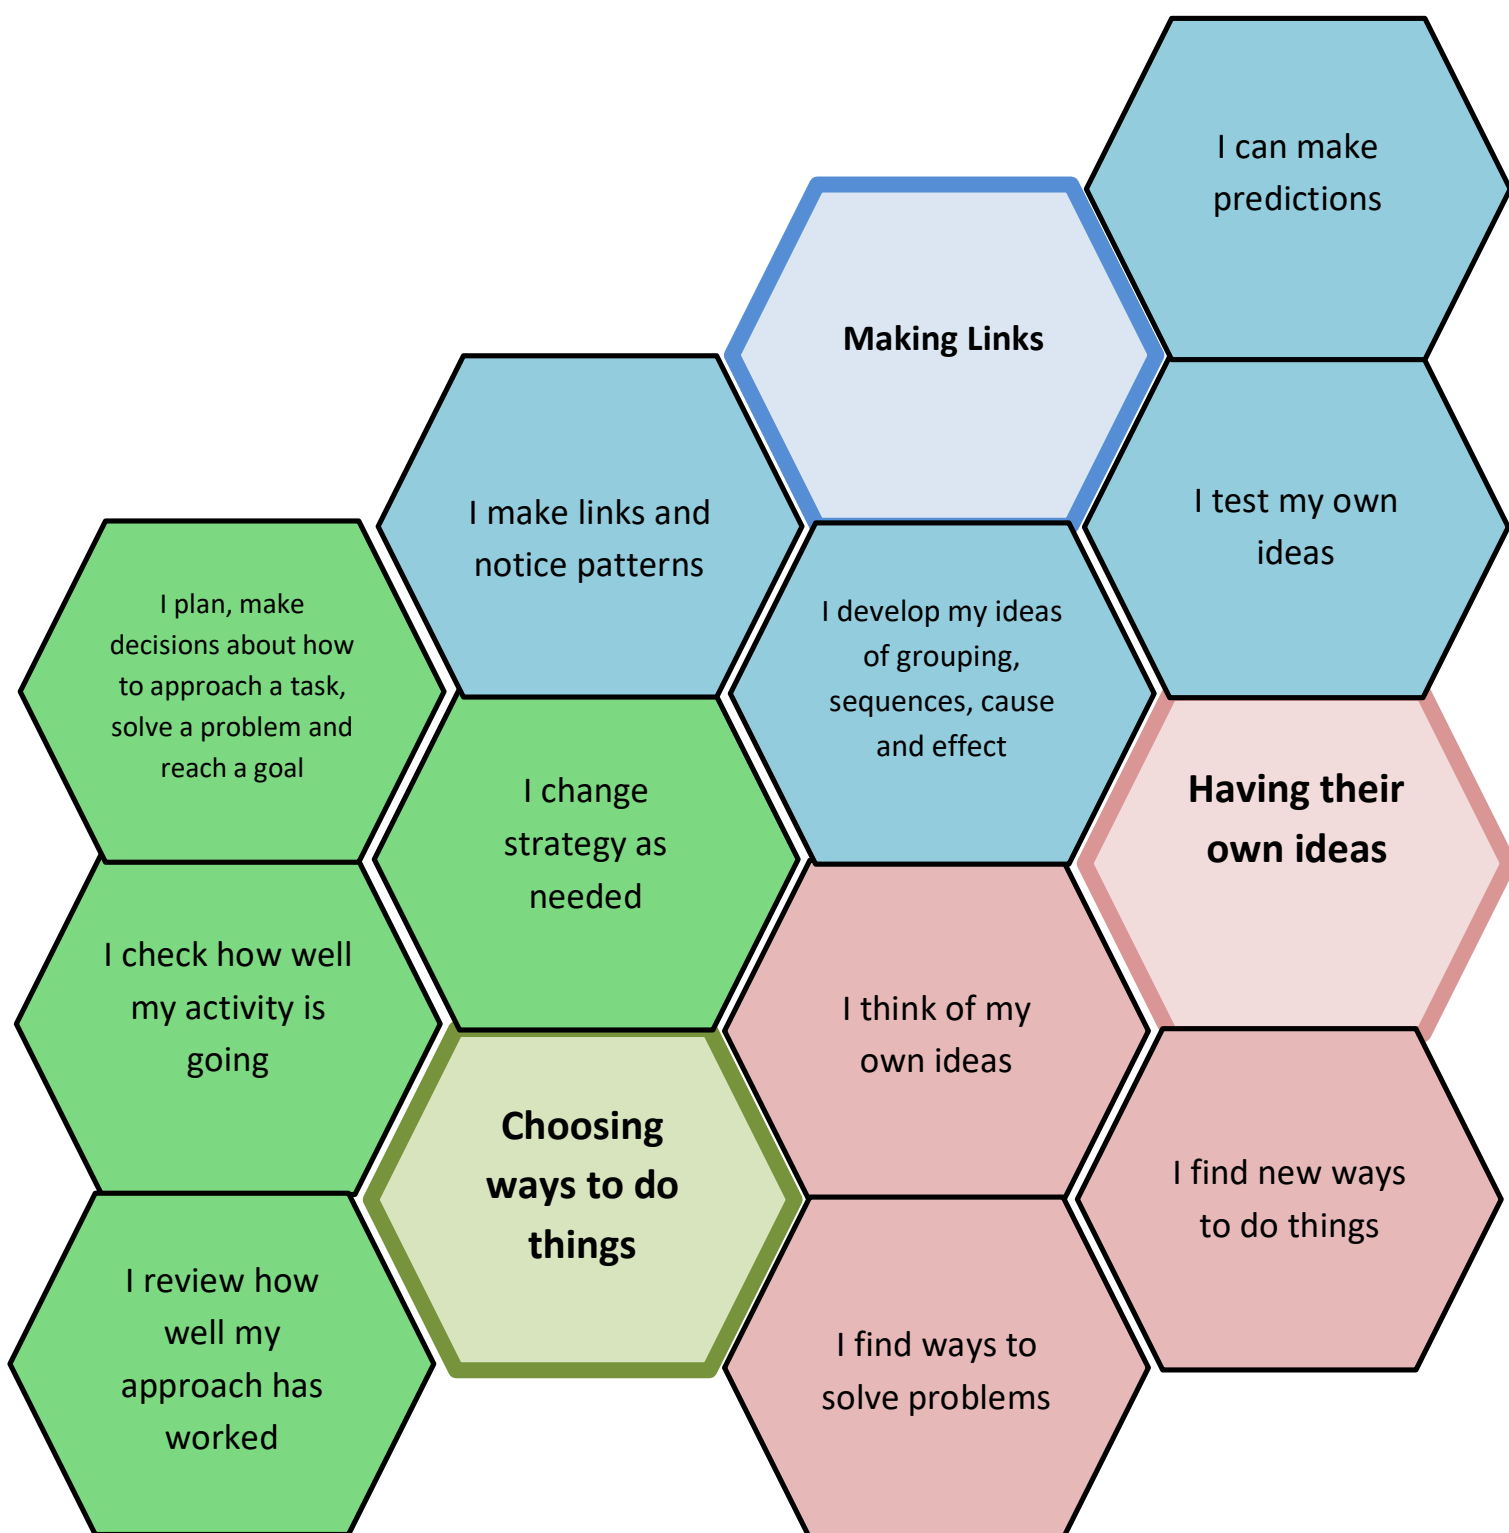 I can make
predictions
Making Links
I make links and
notice patterns
I test my own
ideas
I plan, make
decisions about how
to approach a task,
solve a problem and
reach a goal
I develop my ideas
of grouping,
sequences, cause
and effect
I change
strategy as
needed
Having their
own ideas
I check how well
my activity is
going
I think of my
own ideas
Choosing
ways to do
things
I find new ways
to do things
I review how
well my
approach has
worked
I find ways to
solve problems